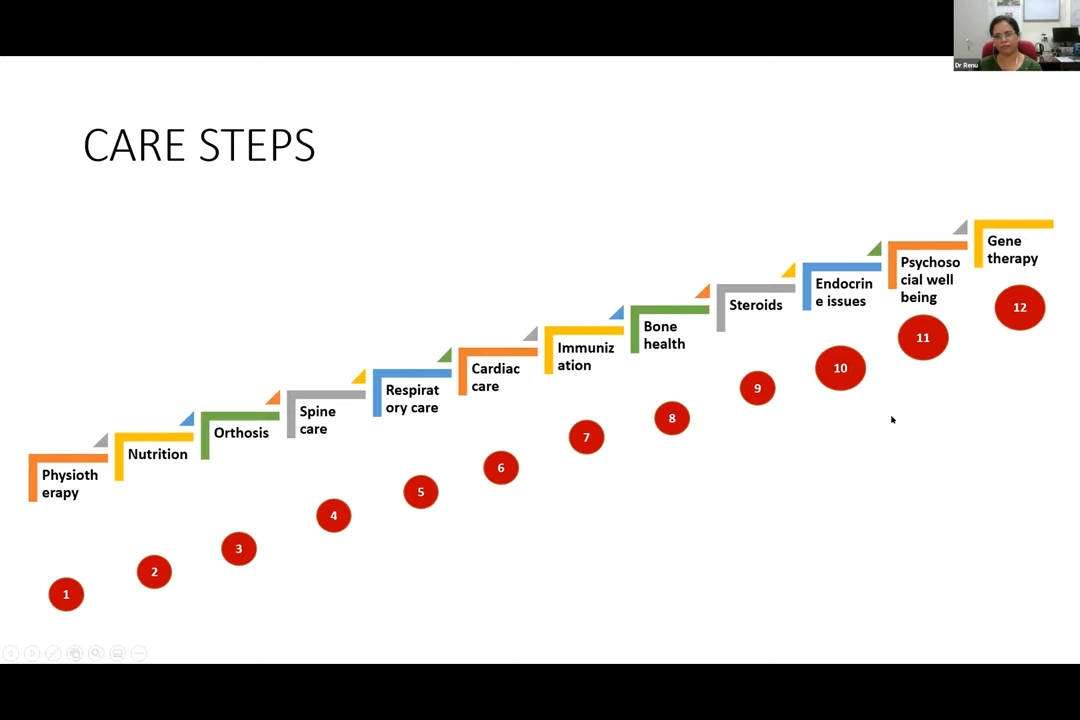 Dr Renu
CARE STEPS
Physioth
erapy
Nutrition
Orthosis
Spine
care
Respirat
ory care
Cardiac
care
Immuniz
ation
Bone
health
Steroids
Endocrin
e issues
Psychoso
cial well
being
Gene
therapy
1
2
3
4
5
6
7
8
9
10
11
12